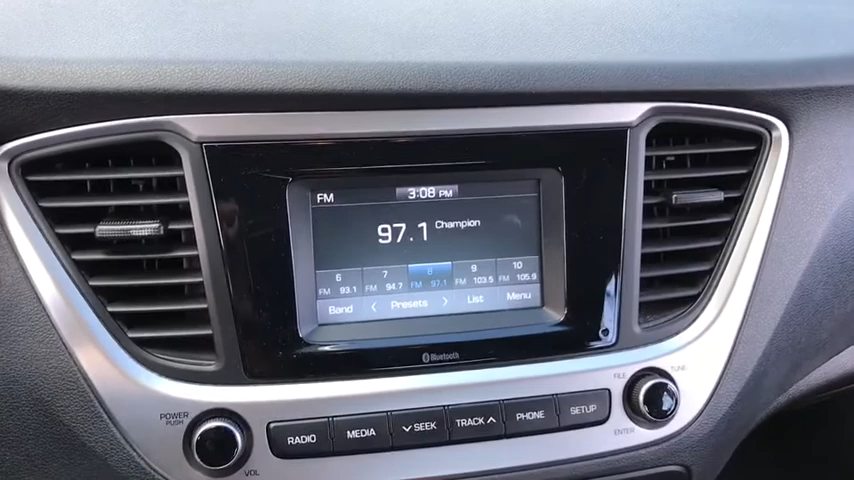 FM 3:08 PM
97.1 Champion
6 7 8 9 10
FM 93.1 FM 94.7 FM 97.1 FM 103.5 FM 105.9
Band < Presets > List Menu
Bluetooth
POWER
PUSH
VOL
RADIO MEDIA SEEK TRACK PHONE SETUP
FILE
TUNE
ENTER